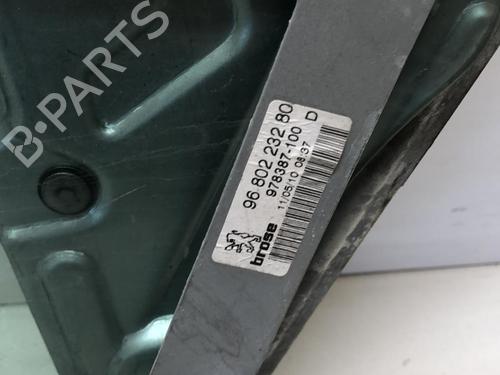 B-PARTS
96 802 232 80
978387-100 D
11/05/10 08:37
brose